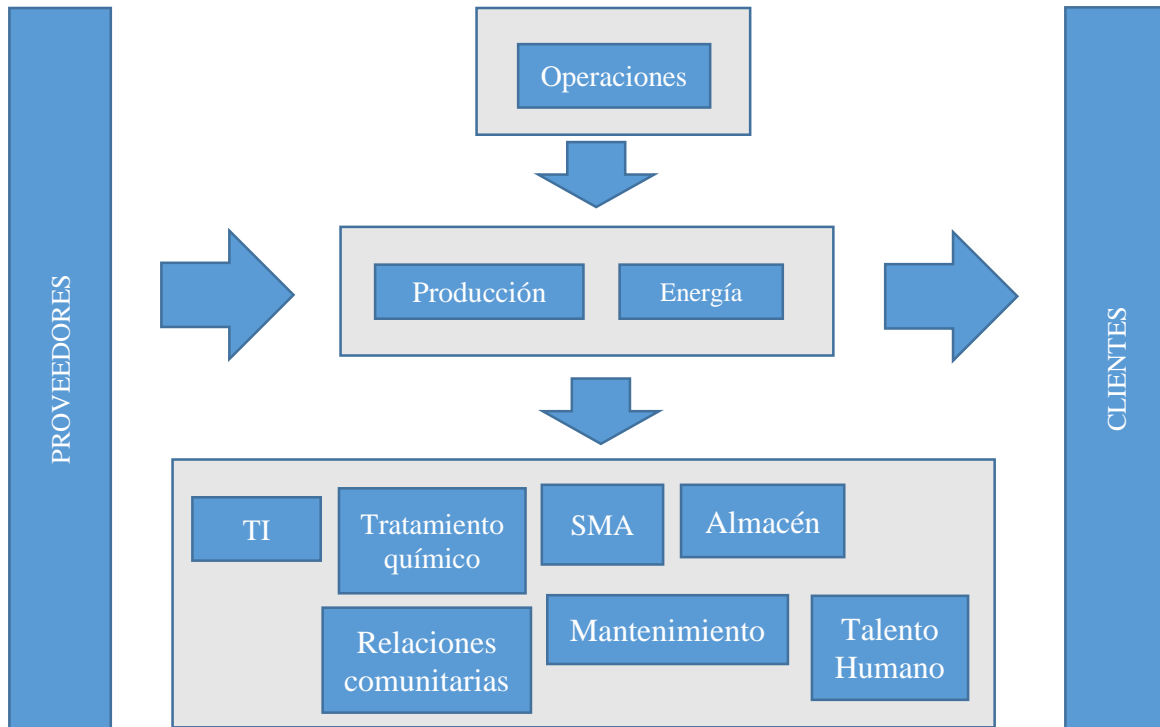 Operaciones
PROVEEDORES
Producción
Energía
CLIENTES
TI
Tratamiento
químico
SMA
Almacén
Relaciones
comunitarias
Mantenimiento
Talento
Humano